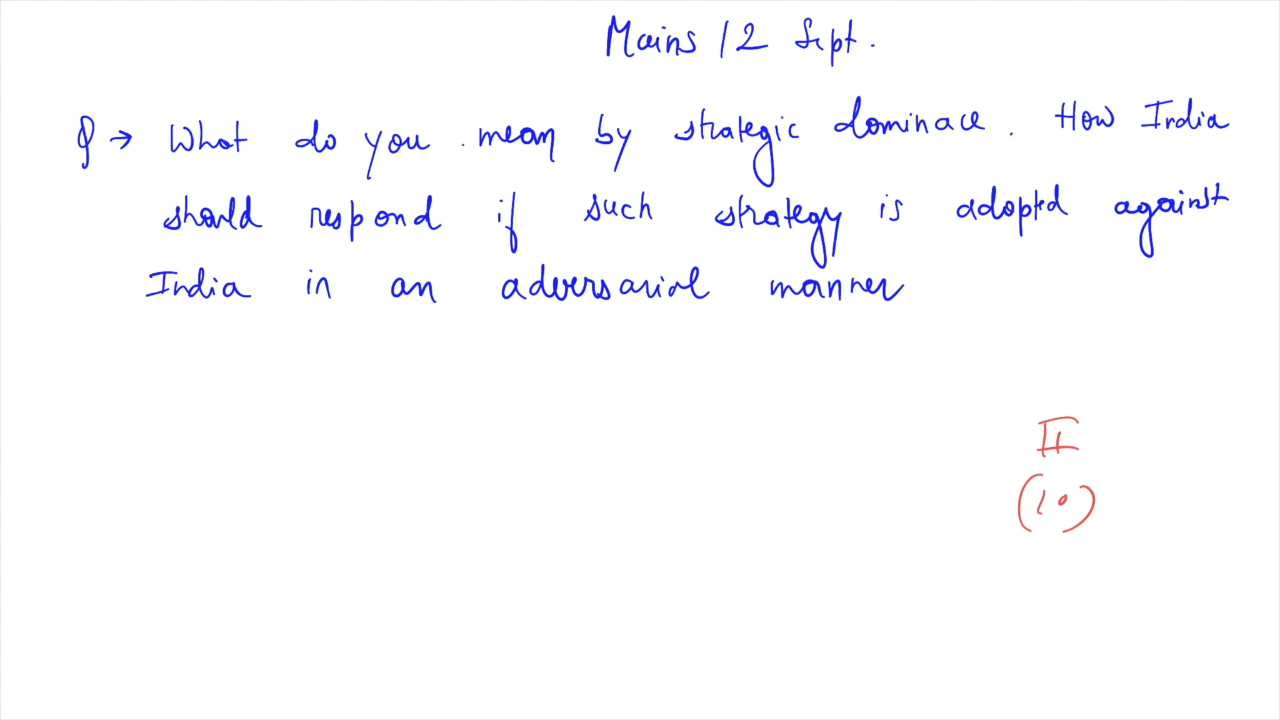 Mains 12 Sept.
Q → What do you mean by strategic dominace. How India
should respond if such strategy is adopted against
India in an adversarial manner
II
(10)